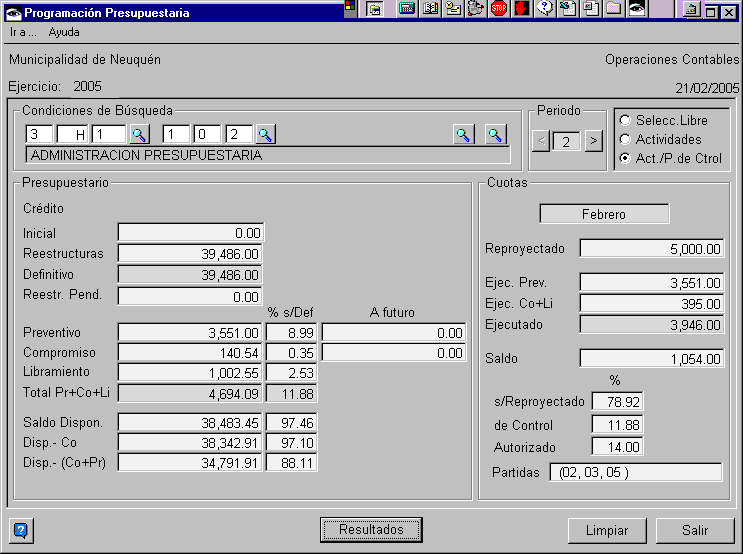 Programación Presupuestaria
STOP
Ir a ... Ayuda
Municipalidad de Neuquén Operaciones Contables
Ejercicio: 2005 21/02/2005
Condiciones de Búsqueda Periodo
3 H 1 1 0 2 < 2 >
ADMINISTRACION PRESUPUESTARIA
Selecc.Libre
Actividades
Act./P.de Ctrol
Presupuestario Cuotas
Crédito Febrero
Inicial 0.00
Reestructuras 39,486.00 Reproyectado 5,000.00
Definitivo 39,486.00 Ejec. Prev. 3,551.00
Reestr. Pend. 0.00 Ejec. Co+Li 395.00
% s/Def A futuro
Ejecutado 3,946.00
Preventivo 3,551.00 8.99 0.00
Compromiso 140.54 0.35 0.00 Saldo 1,054.00
Libramiento 1,002.55 2.53 %
Total Pr+Co+Li 4,694.09 11.88 s/Reproyectado 78.92
Saldo Dispon. 38,483.45 97.46 de Control 11.88
Disp.- Co 38,342.91 97.10 Autorizado 14.00
Disp.- (Co+Pr) 34,791.91 88.11 Partidas (02, 03, 05 )
? Resultados Limpiar Salir